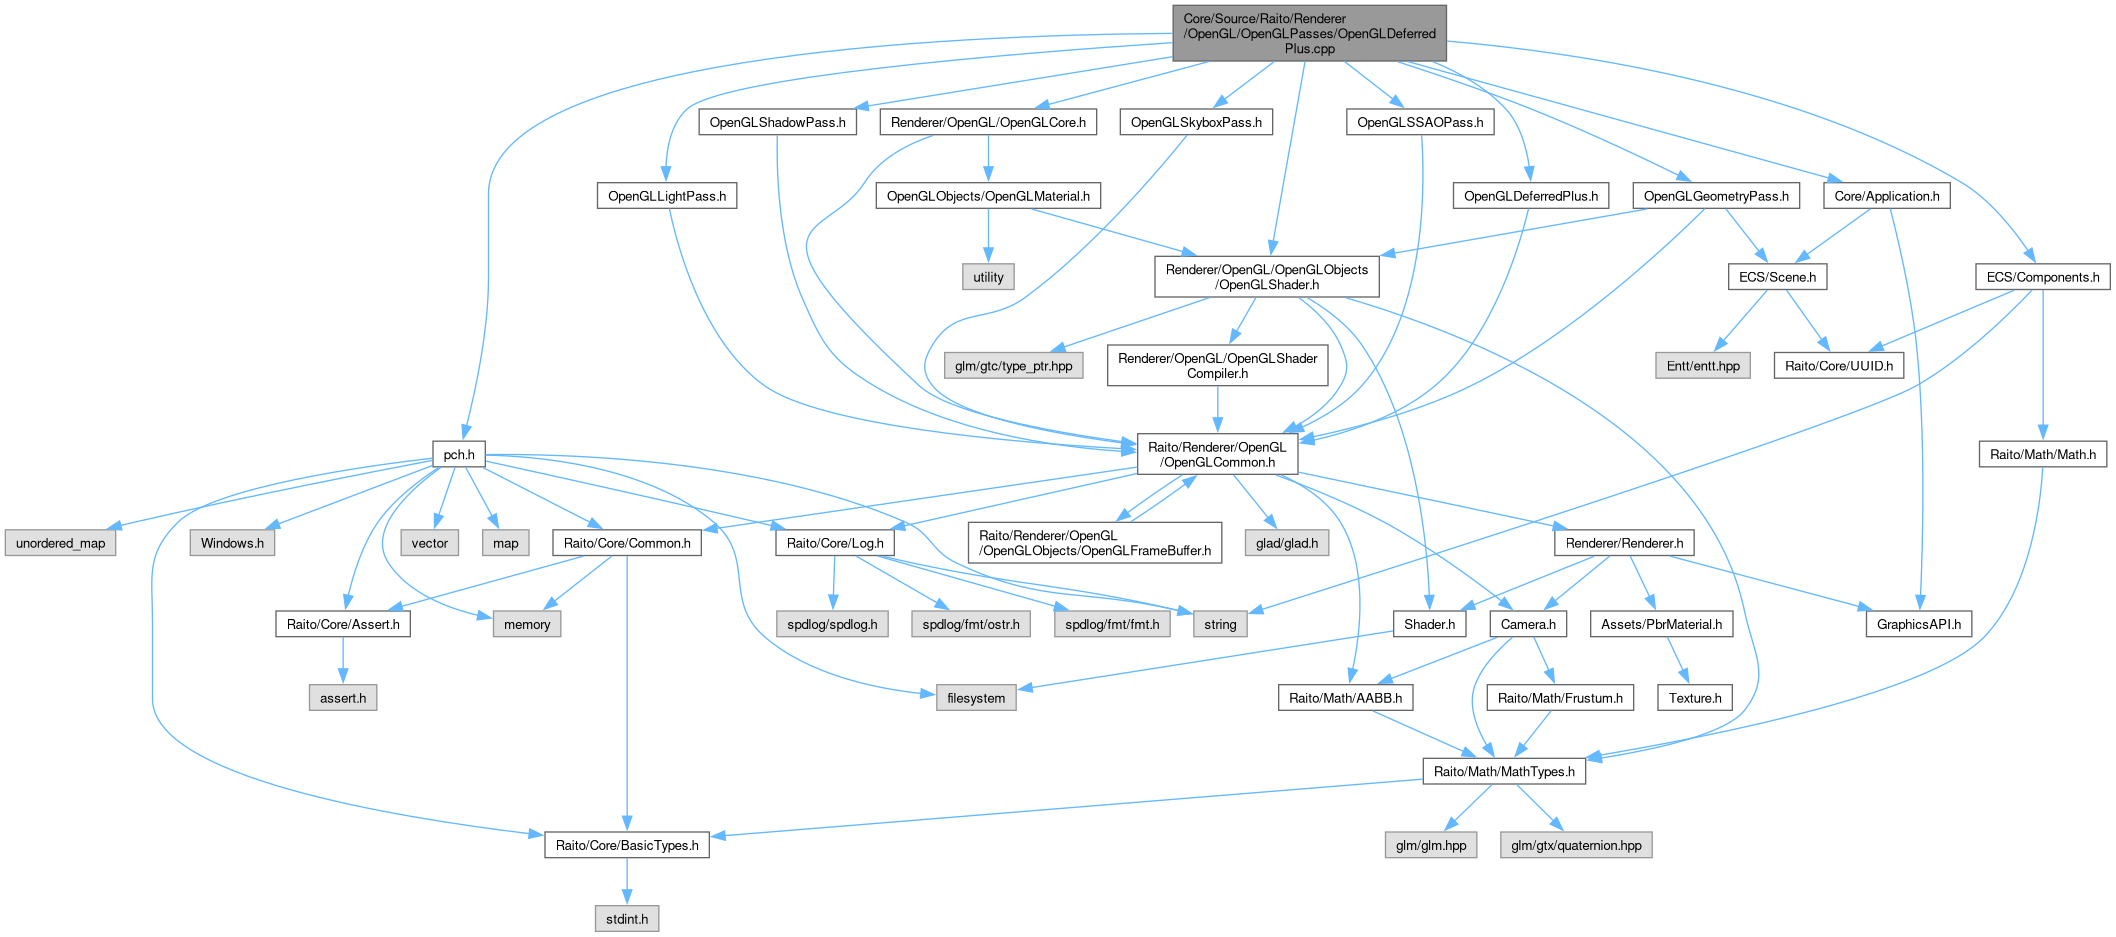 Core/Source/Raito/Renderer
/OpenGL/OpenGLPasses/OpenGLDeferred
Plus.cpp
OpenGLShadowPass.h
Renderer/OpenGL/OpenGLCore.h
OpenGLSkyboxPass.h
OpenGLSSAOPass.h
OpenGLLightPass.h
OpenGLObjects/OpenGLMaterial.h
OpenGLDeferredPlus.h
OpenGLGeometryPass.h
Core/Application.h
utility
Renderer/OpenGL/OpenGLObjects
/OpenGLShader.h
ECS/Scene.h
ECS/Components.h
glm/gtc/type_ptr.hpp
Renderer/OpenGL/OpenGLShader
Compiler.h
Entt/entt.hpp
Raito/Core/UUID.h
pch.h
Raito/Renderer/OpenGL
/OpenGLCommon.h
Raito/Math/Math.h
unordered_map
Windows.h
vector
map
Raito/Core/Common.h
Raito/Core/Log.h
Raito/Renderer/OpenGL
/OpenGLObjects/OpenGLFrameBuffer.h
glad/glad.h
Renderer/Renderer.h
Raito/Core/Assert.h
memory
spdlog/spdlog.h
spdlog/fmt/ostr.h
spdlog/fmt/fmt.h
string
Shader.h
Camera.h
Assets/PbrMaterial.h
GraphicsAPI.h
assert.h
filesystem
Raito/Math/AABB.h
Raito/Math/Frustum.h
Texture.h
Raito/Math/MathTypes.h
Raito/Core/BasicTypes.h
glm/glm.hpp
glm/gtx/quaternion.hpp
stdint.h